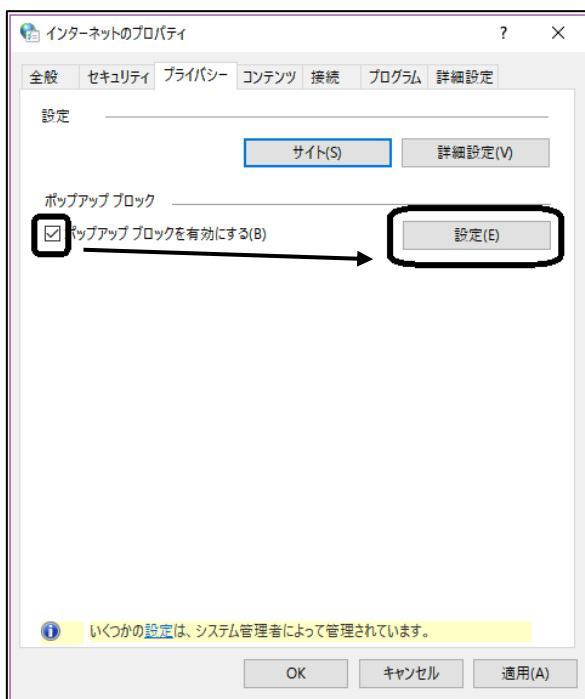 インターネットのプロパティ ? ×
全般 セキュリティ プライバシー コンテンツ 接続 プログラム 詳細設定
設定
サイト(S) 詳細設定(V)
ポップアップ ブロック
ップアップ ブロックを有効にする(B) 設定(E)
いくつかの設定は、システム管理者によって管理されています。
OK キャンセル 適用(A)